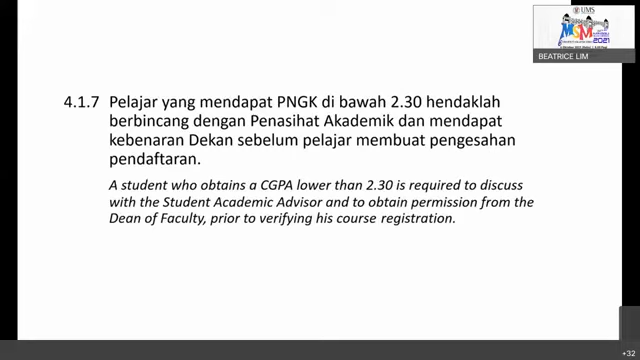 UMS
MSM
2021
BEATRICE LIM
4.1.7 Pelajar yang mendapat PNGK di bawah 2.30 hendaklah
berbincang dengan Penasihat Akademik dan mendapat
kebenaran Dekan sebelum pelajar membuat pengesahan
pendaftaran.
A student who obtains a CGPA lower than 2.30 is required to discuss
with the Student Academic Advisor and to obtain permission from the
Dean of Faculty, prior to verifying his course registration.
+32